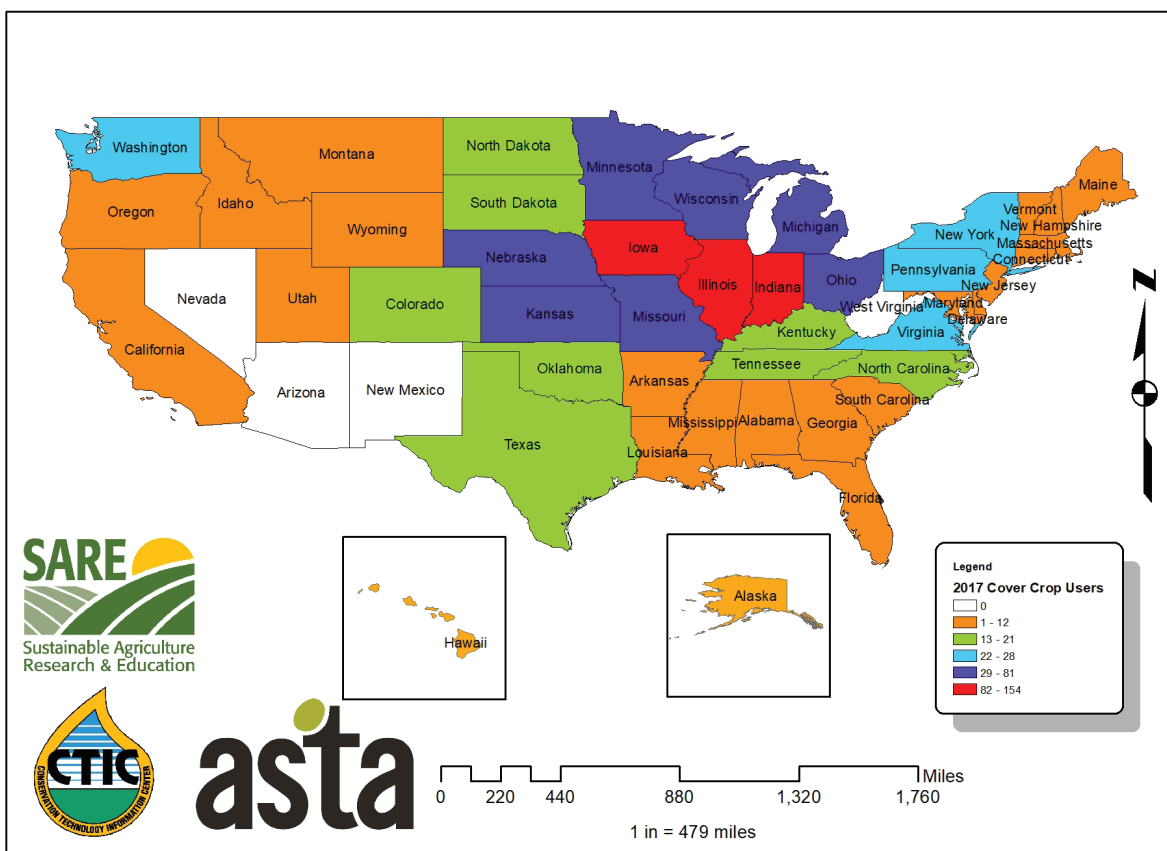 Washington
Montana
North Dakota
Minnesota
Maine
Oregon
Idaho
South Dakota
Wisconsin
Michigan
Vermont
New Hampshire
Wyoming
New York
Massachusetts
Connecticut
Iowa
Nebraska
Pennsylvania
Nevada
Utah
Colorado
Illinois
Indiana
Ohio
New Jersey
West Virginia
Maryland
Delaware
Kansas
Missouri
Virginia
Kentucky
California
Arizona
New Mexico
Oklahoma
Tennessee
North Carolina
Arkansas
South Carolina
Texas
Mississippi
Alabama
Georgia
Louisiana
Florida
Z
SARE
Sustainable Agriculture
Research & Education
Hawaii
Alaska
Legend
2017 Cover Crop Users
0
1 - 12
13 - 21
22 - 28
29 - 81
82 - 154
CTIC
CONSERVATION TECHNOLOGY INFORMATION CENTER
asta
Miles
0 220 440 880 1,320 1,760
1 in = 479 miles